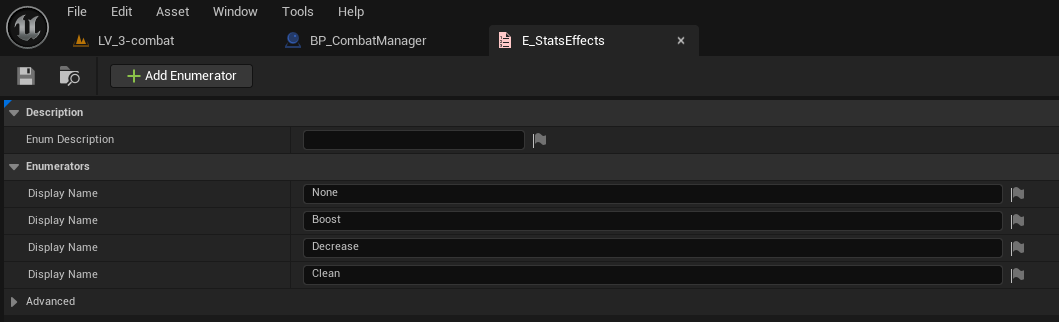 File Edit Asset Window Tools Help
LV_3-combat BP_CombatManager E_StatsEffects ×
Add Enumerator
Description
Enum Description
Enumerators
Display Name None
Display Name Boost
Display Name Decrease
Display Name Clean
Advanced